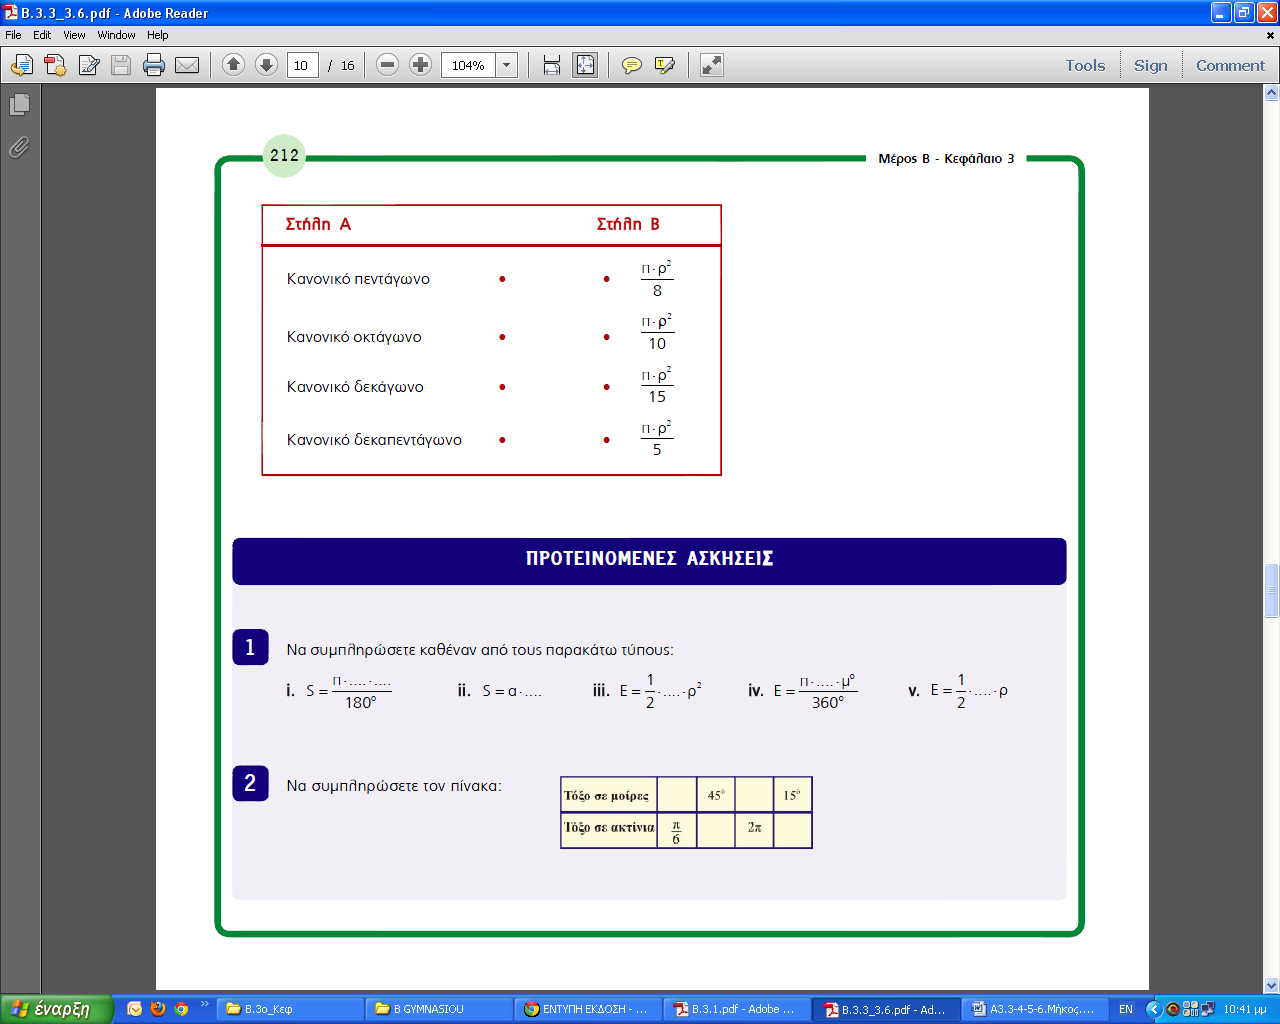 B.3.3_3.6.pdf - Adobe Reader
File Edit View Window Help
10 / 16 104% Tools Sign Comment
212
Μέρος Β - Κεφάλαιο 3
Στήλη Α Στήλη Β
Κανονικό πεντάγωνο • • π · ρ² / 8
Κανονικό οκτάγωνο • • π · ρ² / 10
Κανονικό δεκάγωνο • • π · ρ² / 15
Κανονικό δεκαπεντάγωνο • • π · ρ² / 5
ΠΡΟΤΕΙΝΟΜΕΝΕΣ ΑΣΚΗΣΕΙΣ
1 Να συμπληρώσετε καθέναν από τους παρακάτω τύπους:
i. S = π · .... · .... / 180° ii. S = α · .... iii. E = 1/2 · .... · ρ² iv. E = π · .... · μ° / 360° v. E = 1/2 · .... · ρ
2 Να συμπληρώσετε τον πίνακα:
Τόξο σε μοίρες 45° 15°
Τόξο σε ακτίνια π/6 2π
έναρξη » Β.3ο_Κεφ B GYMNASIOU ΕΝΤΥΠΗ ΕΚΔΟΣΗ - ... B.3.1.pdf - Adobe ... B.3.3_3.6.pdf - Ad... Α3.3-4-5-6.Μήκος.... EN 10:41 μμ